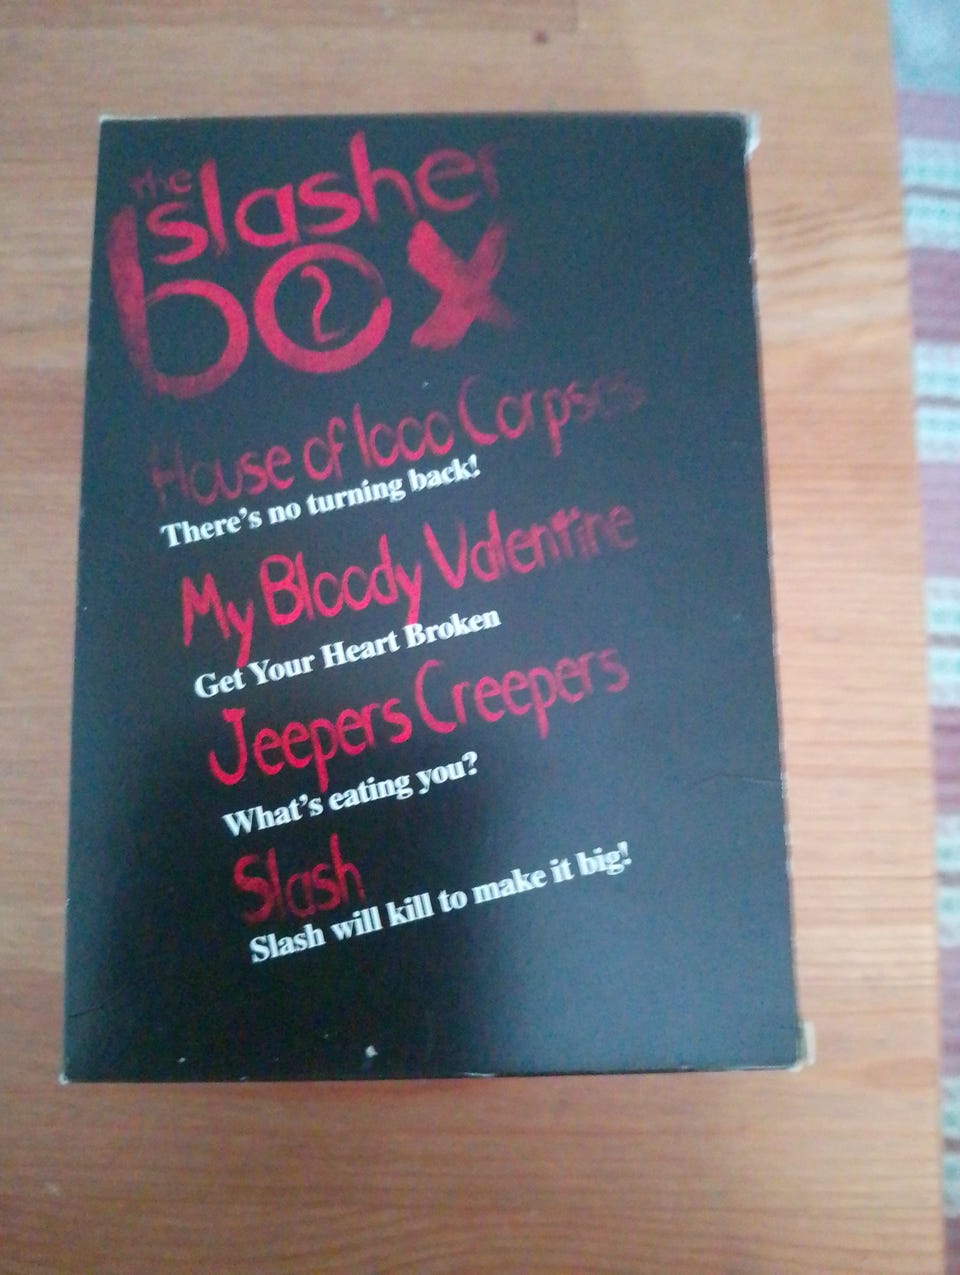 the
slasher
box
2
House of 1000 Corpses
There's no turning back!
My Bloody Valentine
Get Your Heart Broken
Jeepers Creepers
What's eating you?
Slash
Slash will kill to make it big!